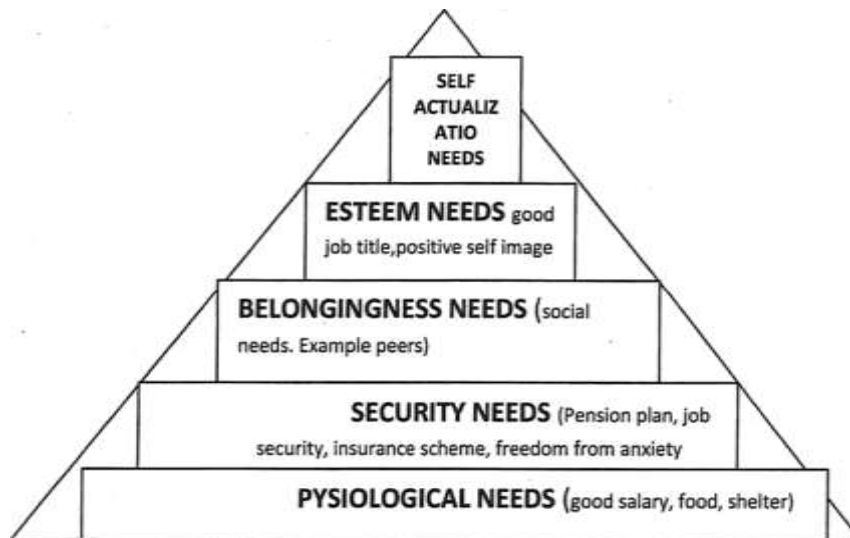 SELF
ACTUALIZ
ATIO
NEEDS
ESTEEM NEEDS good
job title,positive self image
BELONGINGNESS NEEDS (social
needs. Example peers)
SECURITY NEEDS (Pension plan, job
security, insurance scheme, freedom from anxiety
PYSIOLOGICAL NEEDS (good salary, food, shelter)